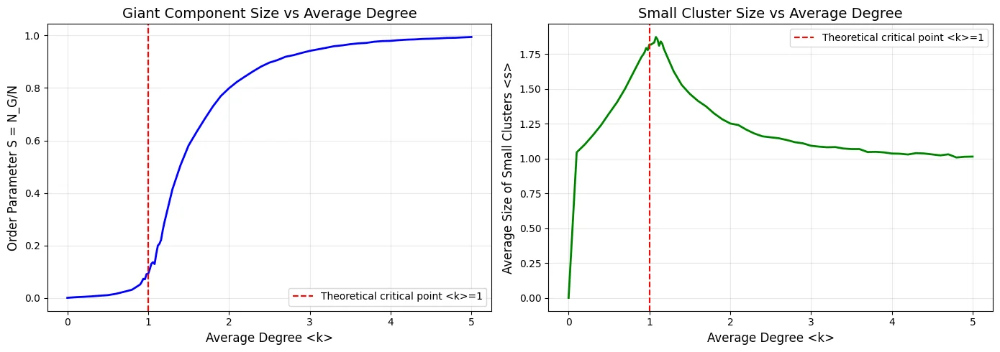 Giant Component Size vs Average Degree
Order Parameter S = N_G/N
1.0
0.8
0.6
0.4
0.2
0.0
0 1 2 3 4 5
Average Degree <k>
Theoretical critical point <k>=1
Small Cluster Size vs Average Degree
Average Size of Small Clusters <s>
1.75
1.50
1.25
1.00
0.75
0.50
0.25
0.00
0 1 2 3 4 5
Average Degree <k>
Theoretical critical point <k>=1